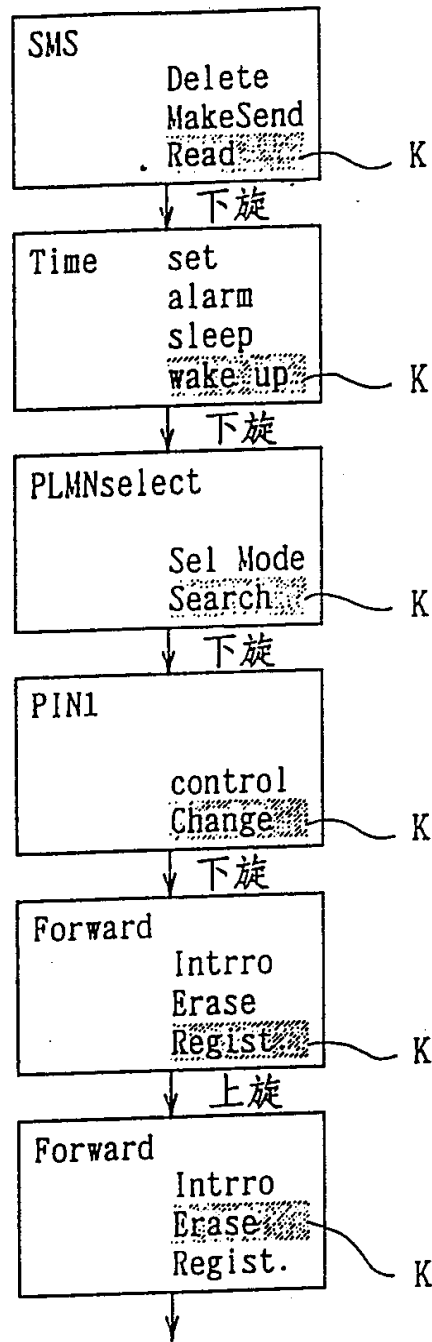 SMS
Delete
MakeSend
Read
K
下旋
Time set
alarm
sleep
wake up
K
下旋
PLMNselect
Sel Mode
Search
K
下旋
PIN1
control
Change
K
下旋
Forward
Intrro
Erase
Regist.
K
上旋
Forward
Intrro
Erase
K
Regist.